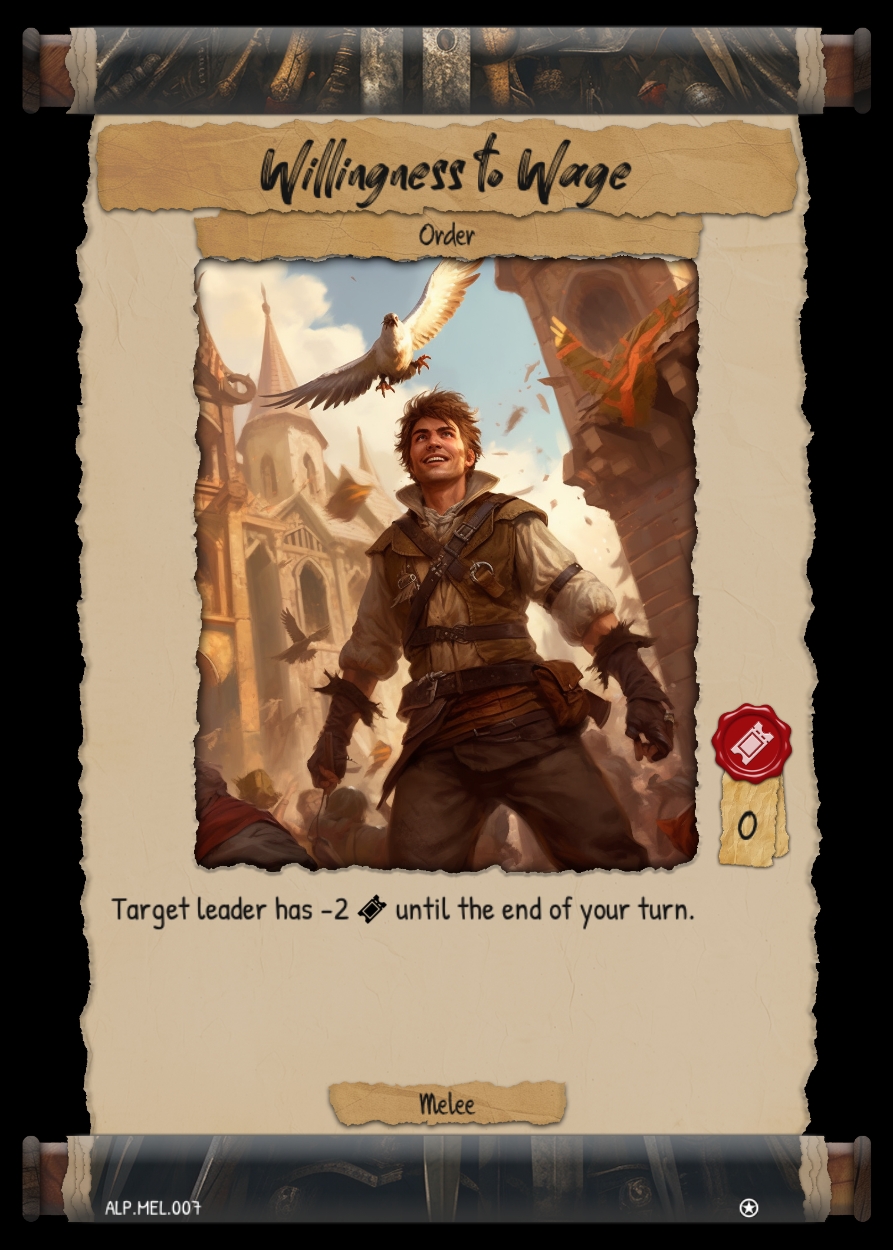 Willingness to Wage
Order
0
Target leader has -2 until the end of your turn.
Melee
ALP.MEL.007